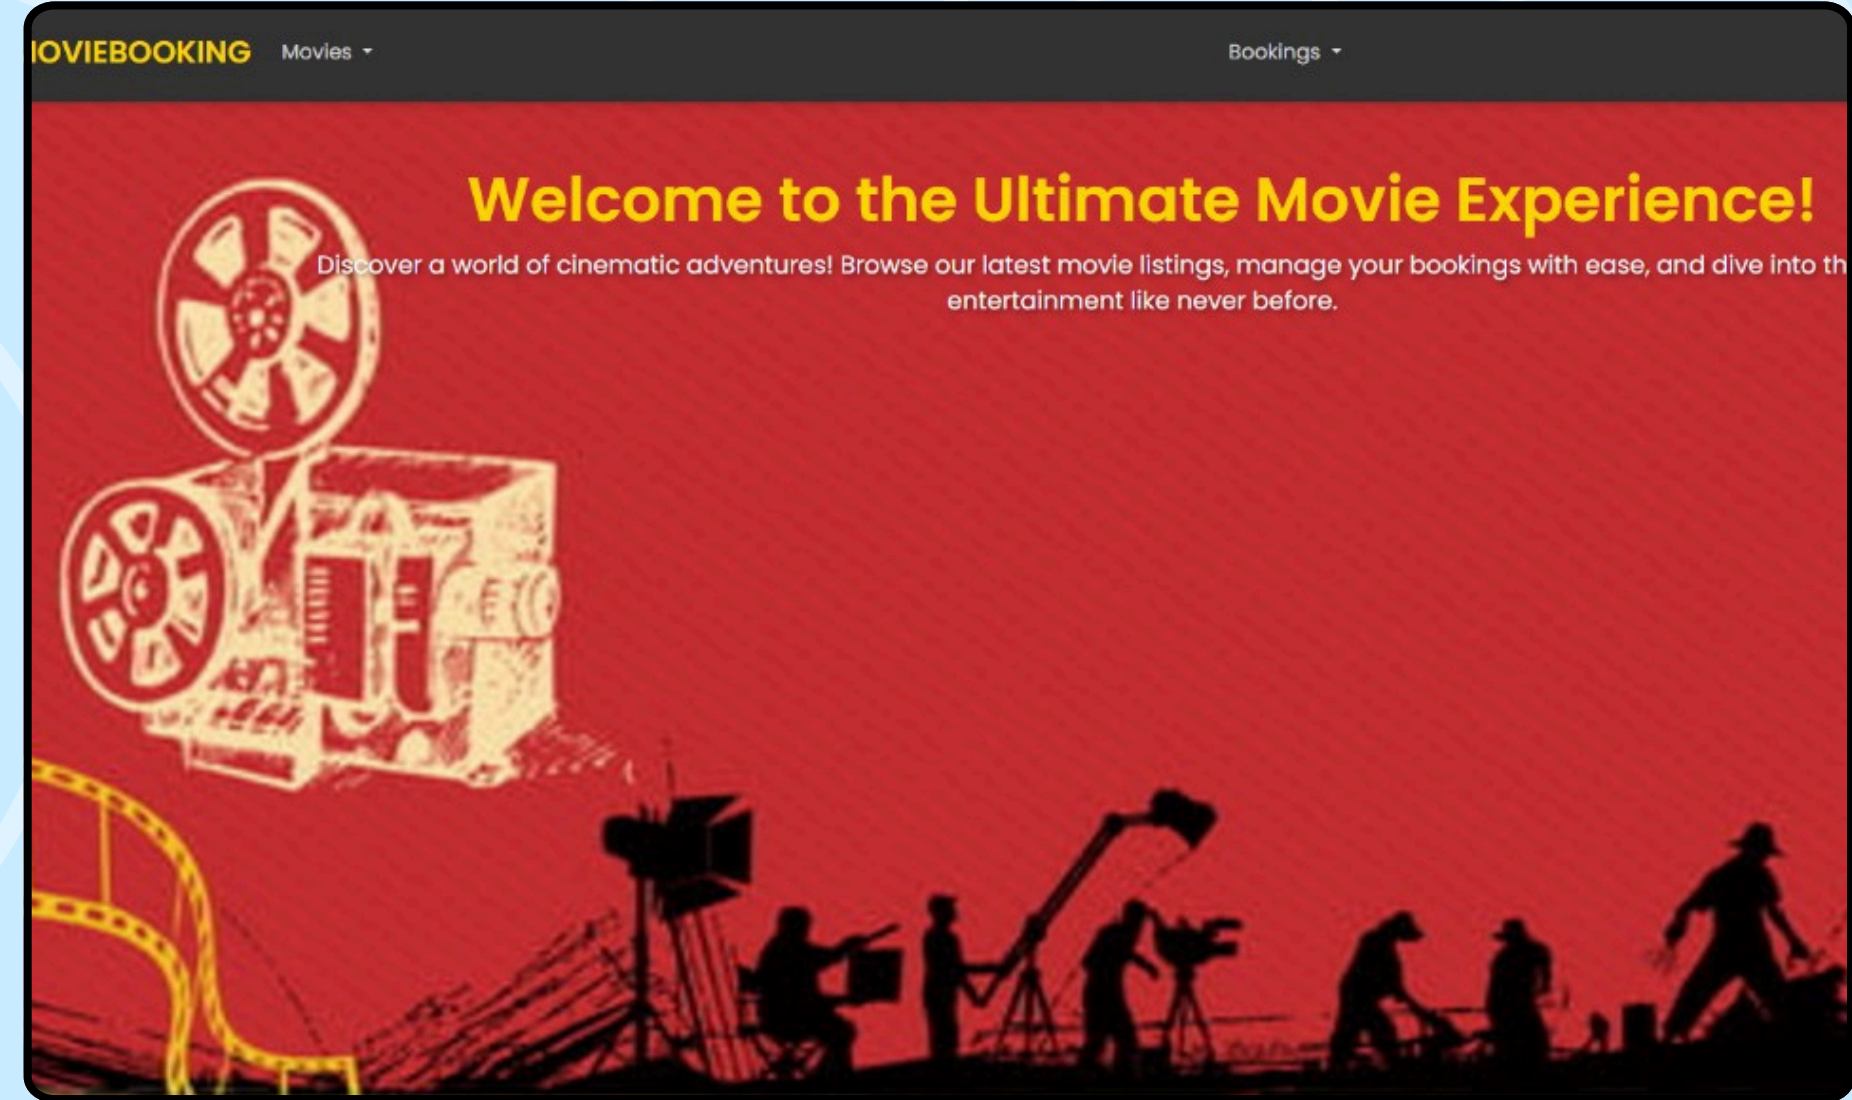 OVIEBOOKING Movies Bookings
Welcome to the Ultimate Movie Experience!
Discover a world of cinematic adventures! Browse our latest movie listings, manage your bookings with ease, and dive into th
entertainment like never before.